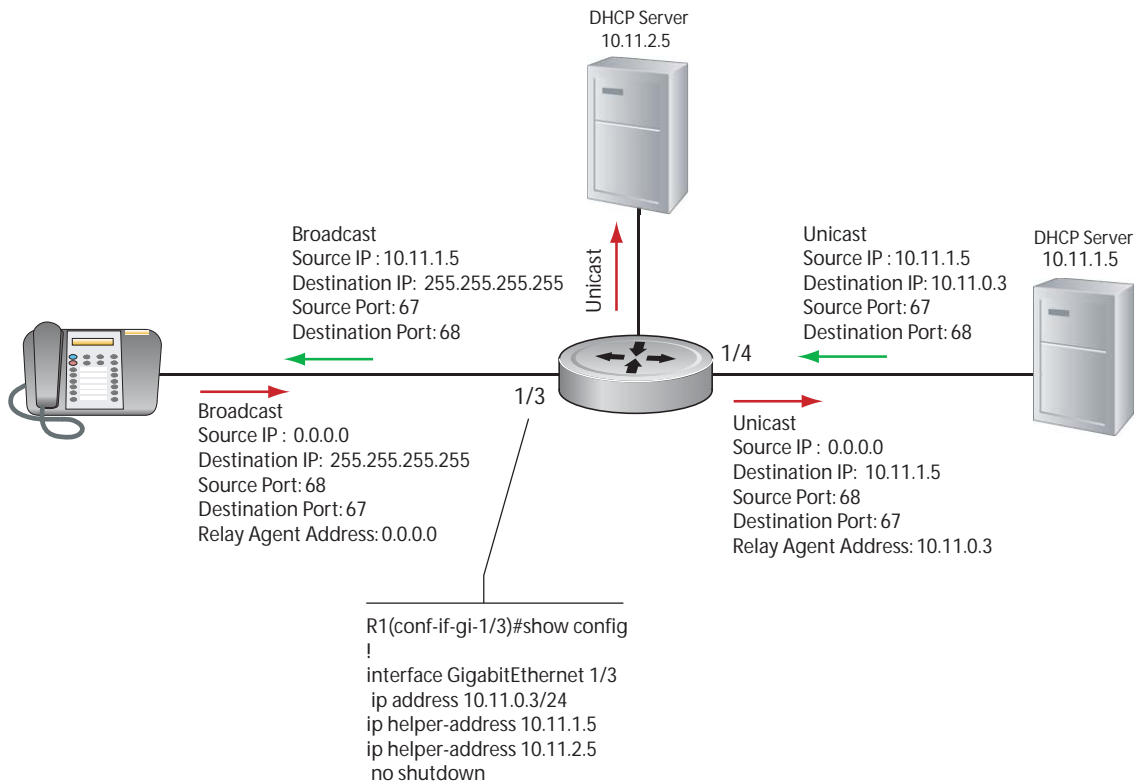 DHCP Server
10.11.2.5
Broadcast
Source IP : 10.11.1.5
Destination IP: 255.255.255.255
Source Port: 67
Destination Port: 68
Unicast
Unicast
Source IP : 10.11.1.5
Destination IP: 10.11.0.3
Source Port: 67
Destination Port: 68
DHCP Server
10.11.1.5
1/4
1/3
Broadcast
Source IP : 0.0.0.0
Destination IP: 255.255.255.255
Source Port: 68
Destination Port: 67
Relay Agent Address: 0.0.0.0
Unicast
Source IP : 0.0.0.0
Destination IP: 10.11.1.5
Source Port: 68
Destination Port: 67
Relay Agent Address: 10.11.0.3
R1(conf-if-gi-1/3)#show config
!
interface GigabitEthernet 1/3
ip address 10.11.0.3/24
ip helper-address 10.11.1.5
ip helper-address 10.11.2.5
no shutdown